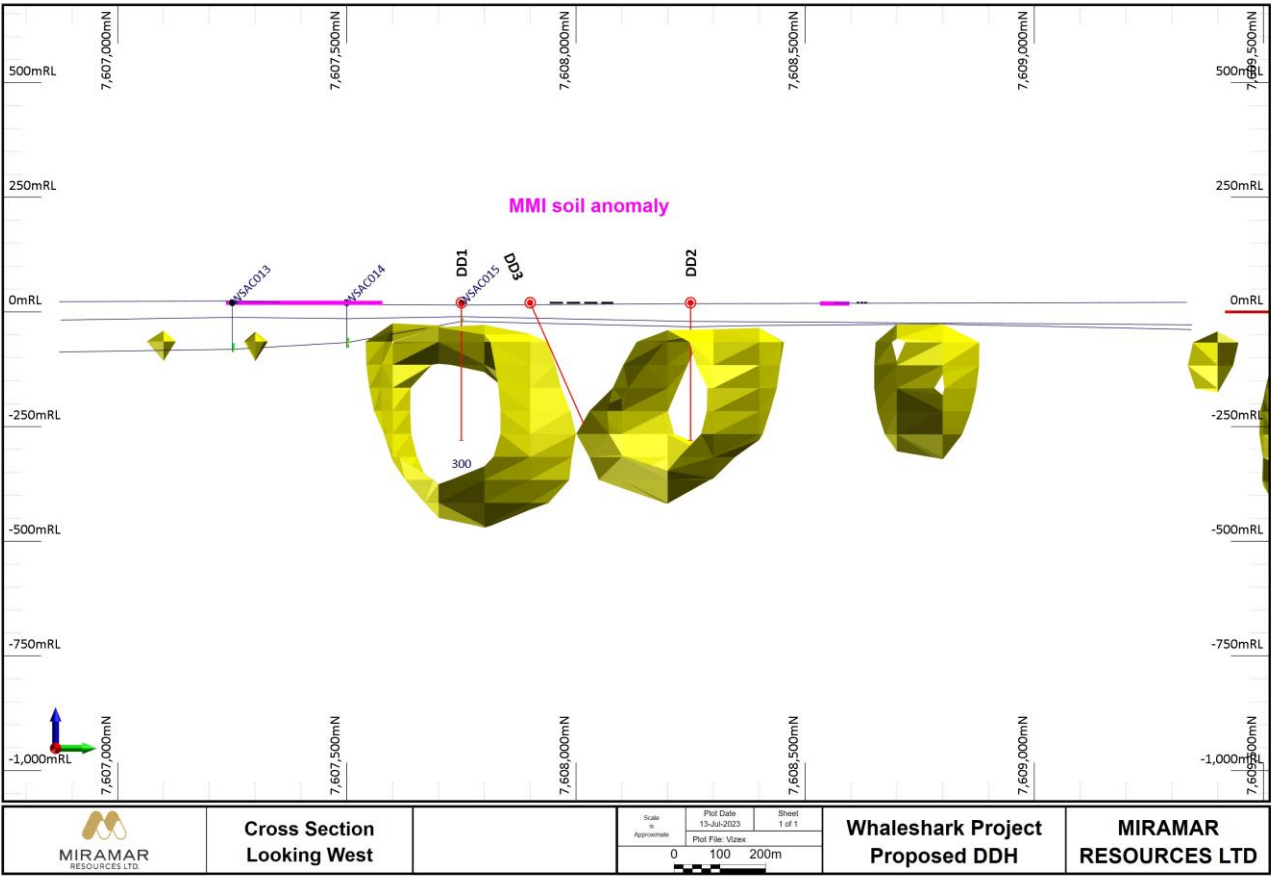 7,607,000mN
7,607,500mN
7,608,000mN
7,608,500mN
7,609,000mN
7,609,500mN
500mRL
500mRL
250mRL
250mRL
MMI soil anomaly
WSAC013
WSAC014
DD1
WSAC015
DD3
DD2
0mRL
0mRL
-250mRL
-250mRL
300
-500mRL
-500mRL
-750mRL
-750mRL
7,607,000mN
7,607,500mN
7,608,000mN
7,608,500mN
7,609,000mN
7,609,500mN
-1,000mRL
-1,000mRL
MIRAMAR
RESOURCES LTD.
Cross Section
Looking West
Scale
is
Approximate
Plot Date
13-Jul-2023
Sheet
1 of 1
Plot File: Vizex
0 100 200m
Whaleshark Project
Proposed DDH
MIRAMAR
RESOURCES LTD